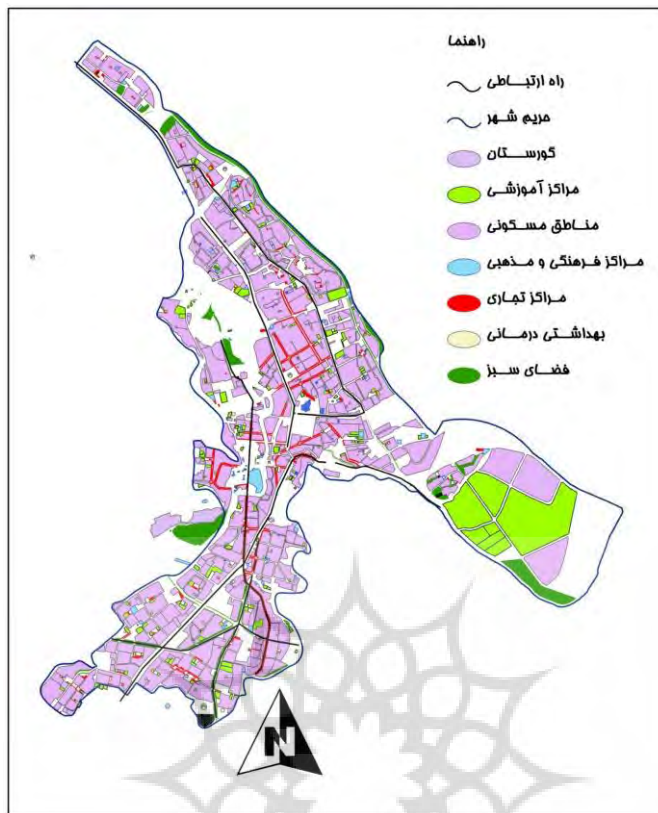 راهنما
راه ارتباطی
حریم شهر
گورستان
مراکز آموزشی
مناطق مسکونی
مراکز فرهنگی و مذهبی
مراکز تجاری
بهداشتی درمانی
فضای سبز
N